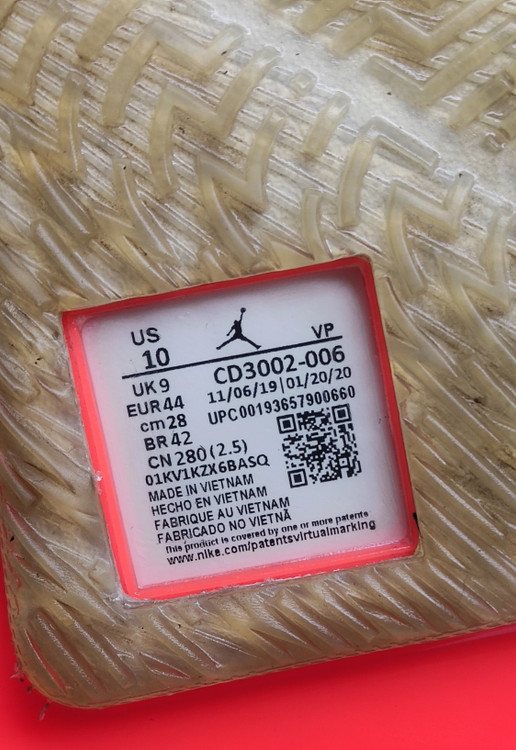 US
10
VP
UK 9
CD3002-006
EUR 44
11/06/19|01/20/20
cm 28
UPC00193657900660
BR 42
CN 280 (2.5)
01KV1KZX6BASQ
MADE IN VIETNAM
HECHO EN VIETNAM
FABRIQUE AU VIETNAM
FABRICADO NO VIETNÃ
This product is covered by one or more patents
www.nike.com/patentsvirtualmarking